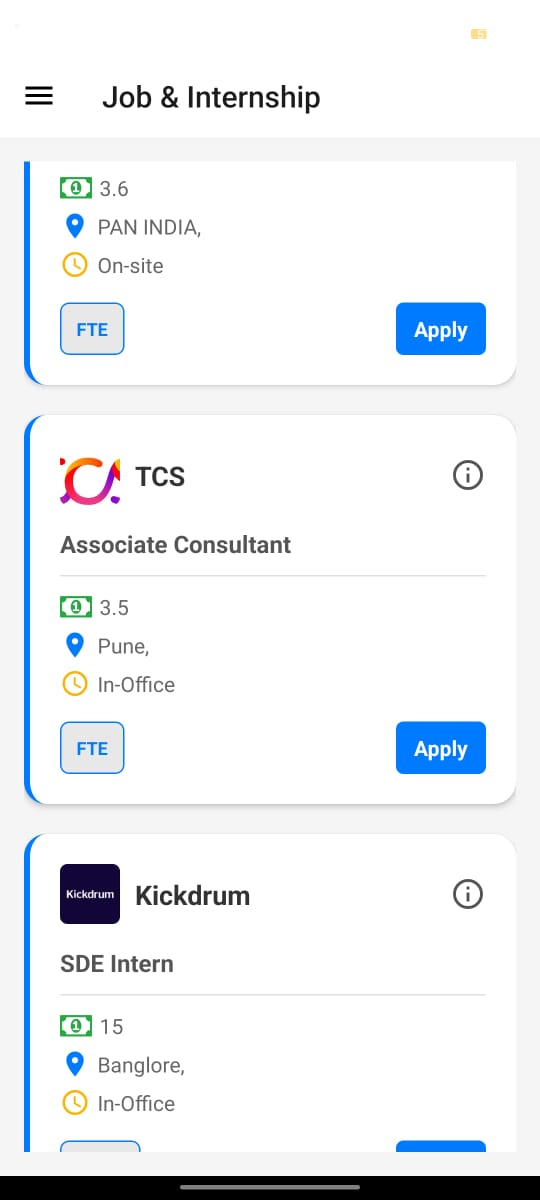 5
Job & Internship
3.6
PAN INDIA,
On-site
FTE
Apply
TCS
Associate Consultant
3.5
Pune,
In-Office
FTE
Apply
Kickdrum
Kickdrum
SDE Intern
15
Banglore,
In-Office